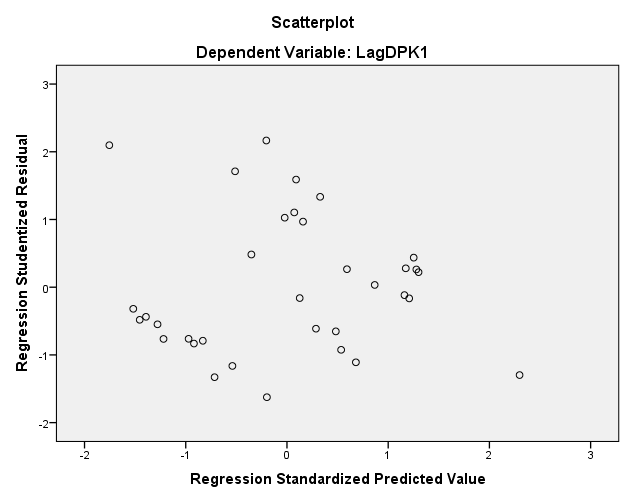 Scatterplot
Dependent Variable: LagDPK1
Regression Studentized Residual
3
2
1
0
-1
-2
-2 -1 0 1 2 3
Regression Standardized Predicted Value